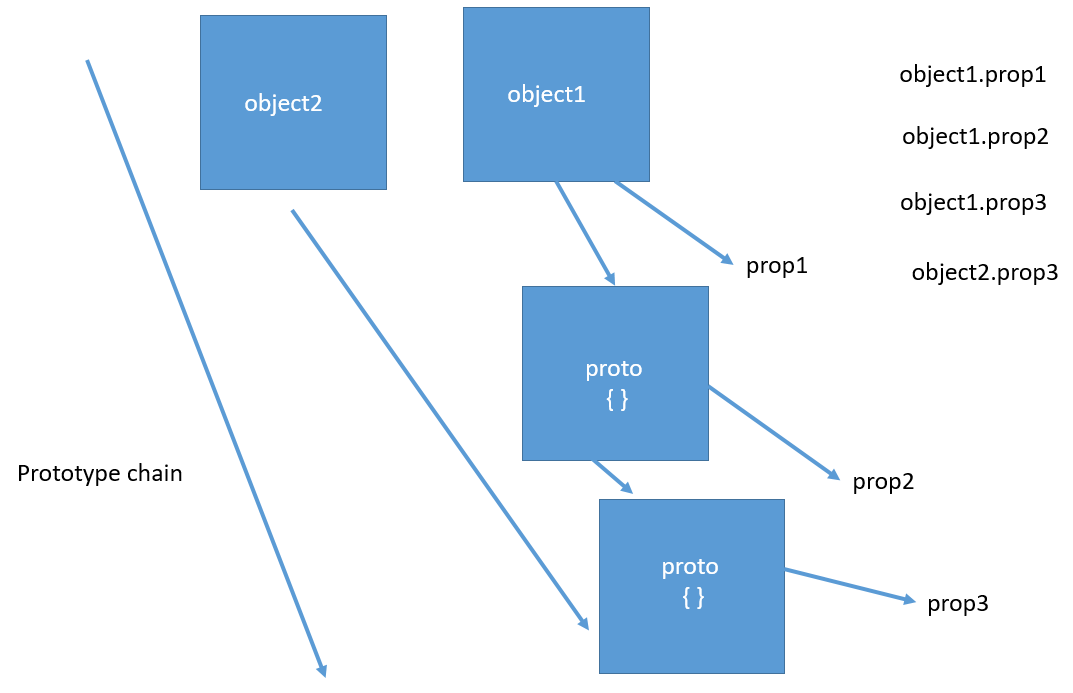 object2
object1
object1.prop1
object1.prop2
object1.prop3
object2.prop3
prop1
proto
{ }
Prototype chain
prop2
proto
{ }
prop3